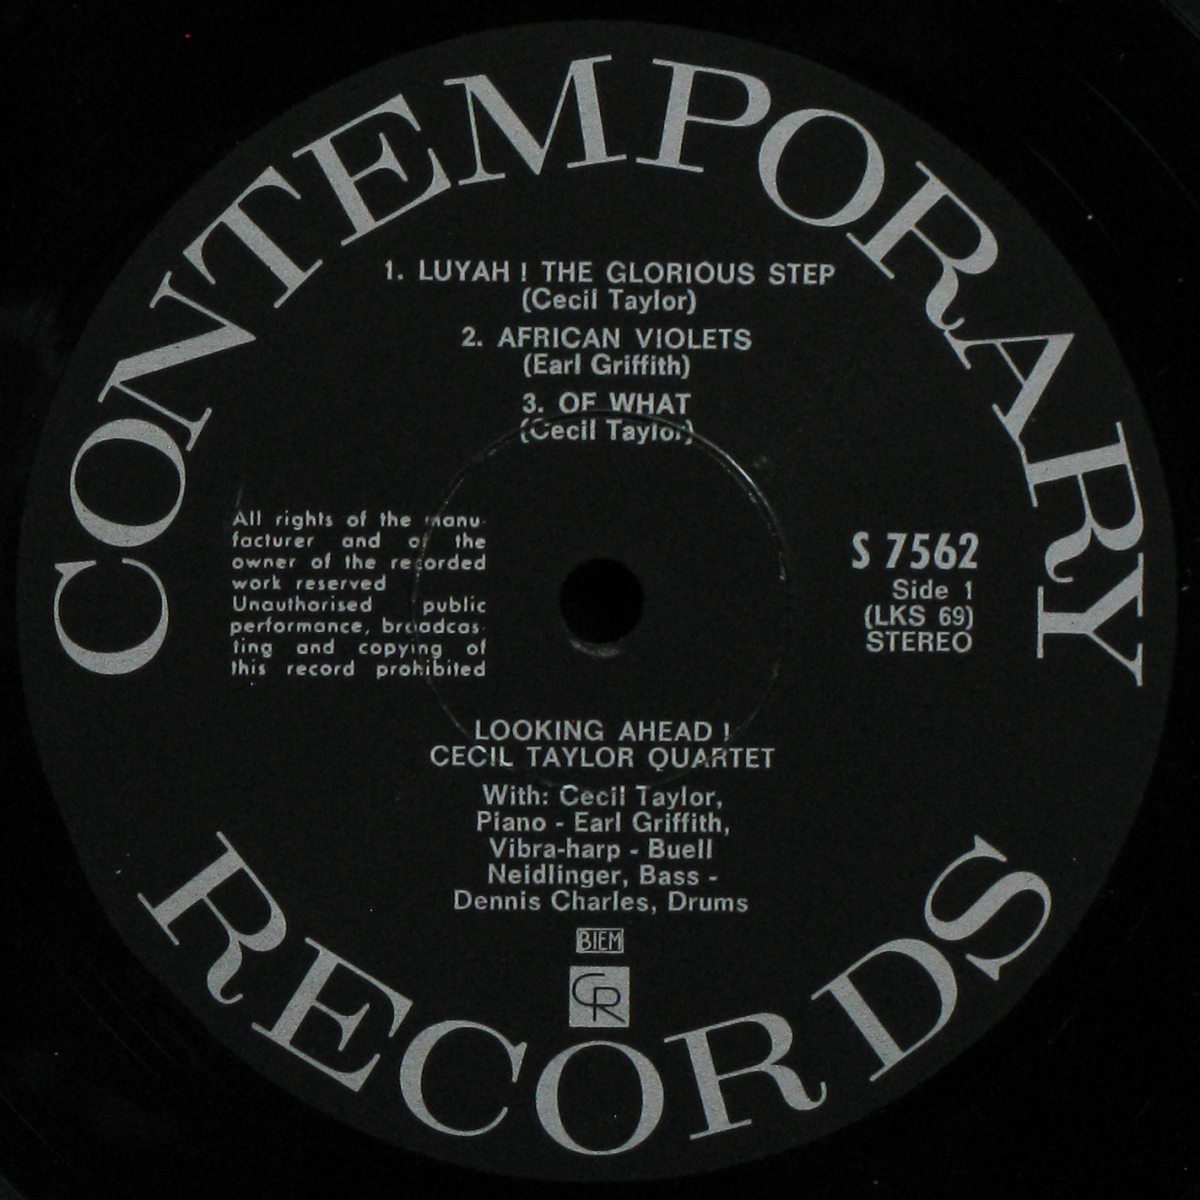 CONTEMPORARY
1. LUYAH ! THE GLORIOUS STEP
(Cecil Taylor)
2. AFRICAN VIOLETS
(Earl Griffith)
3. OF WHAT
(Cecil Taylor)
All rights of the manu-
facturer and of the
owner of the recorded
work reserved
Unauthorised public
performance, broadcas-
ting and copying of
this record prohibited
S 7562
Side 1
(LKS 69)
STEREO
LOOKING AHEAD !
CECIL TAYLOR QUARTET
With: Cecil Taylor,
Piano - Earl Griffith,
Vibra-harp - Buell
Neidlinger, Bass -
Dennis Charles, Drums
BIEM
CR
RECORDS